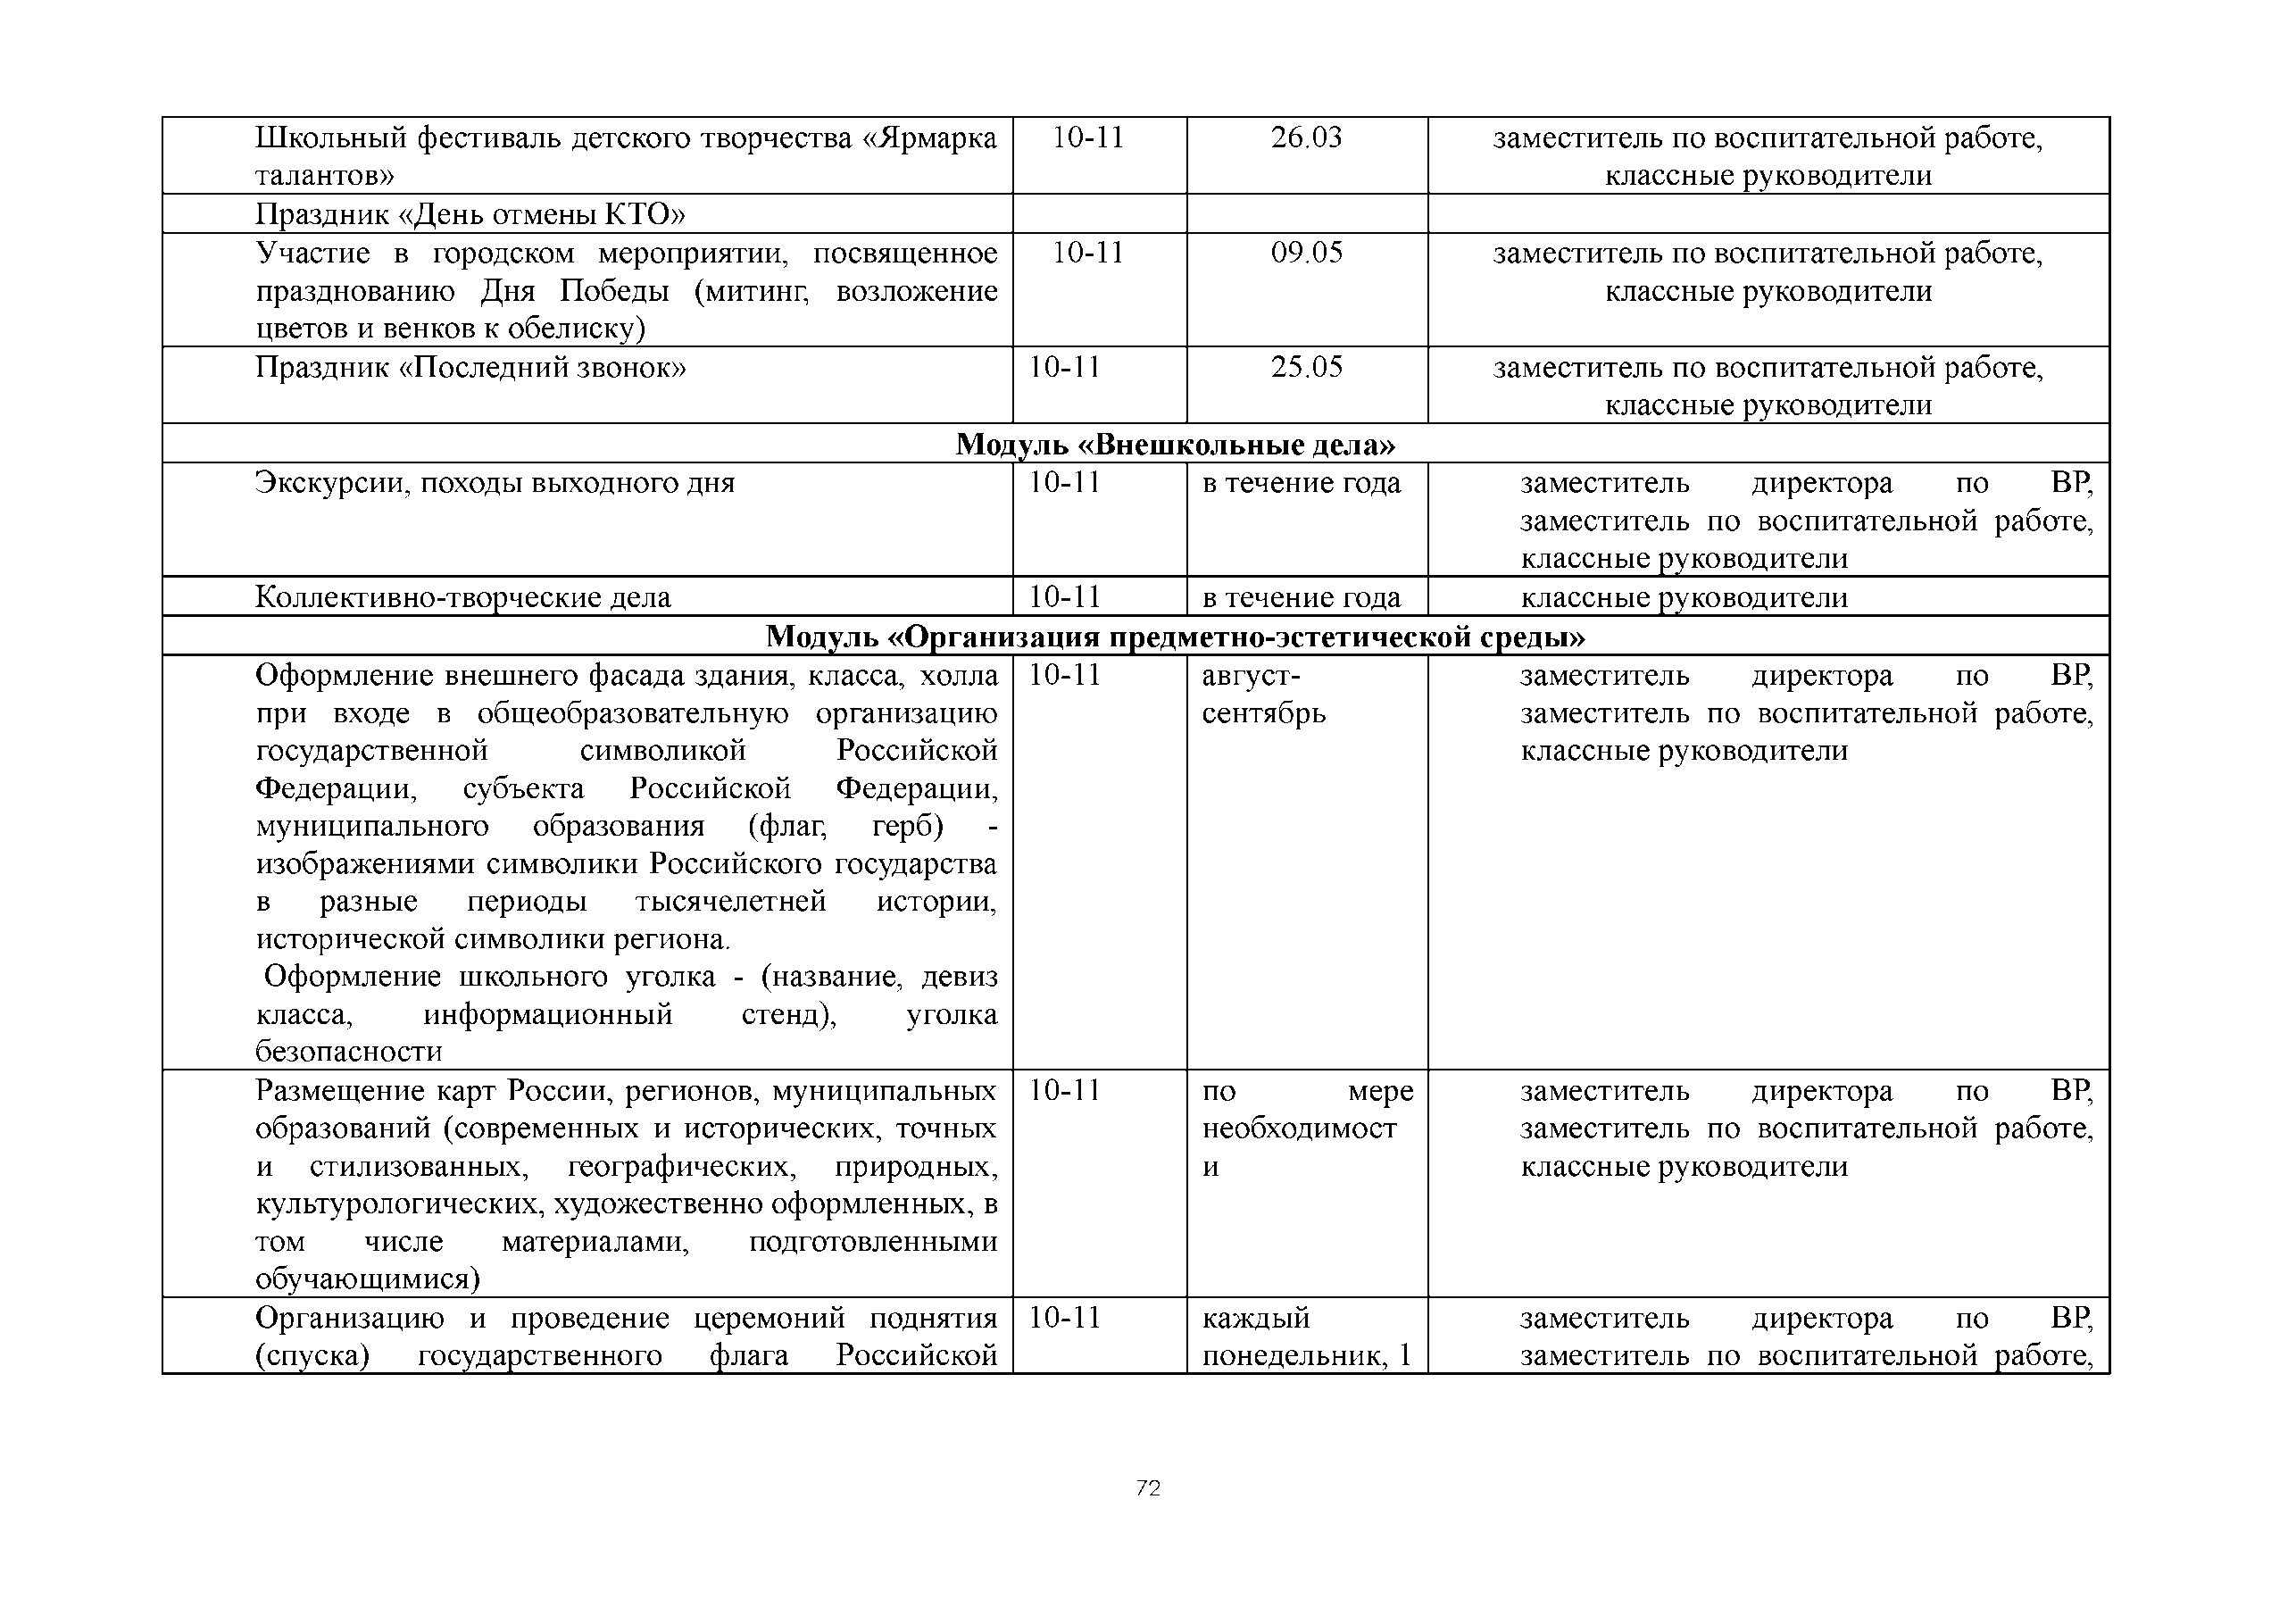 Школьный фестиваль детского творчества «Ярмарка
талантов»
10-11
26.03
заместитель по воспитательной работе,
классные руководители
Праздник «День отмены КТО»
Участие в городском мероприятии, посвященное
празднованию Дня Победы (митинг, возложение
цветов и венков к обелиску)
10-11
09.05
заместитель по воспитательной работе,
классные руководители
Праздник «Последний звонок»
10-11
25.05
заместитель по воспитательной работе,
классные руководители
Модуль «Внешкольные дела»
Экскурсии, походы выходного дня
10-11
в течение года
заместитель директора по ВР,
заместитель по воспитательной работе,
классные руководители
Коллективно-творческие дела
10-11
в течение года
классные руководители
Модуль «Организация предметно-эстетической среды»
Оформление внешнего фасада здания, класса, холла
при входе в общеобразовательную организацию
государственной символикой Российской
Федерации, субъекта Российской Федерации,
муниципального образования (флаг, герб) -
изображениями символики Российского государства
в разные периоды тысячелетней истории,
исторической символики региона.
Оформление школьного уголка - (название, девиз
класса, информационный стенд), уголка
безопасности
10-11
август-
сентябрь
заместитель директора по ВР,
заместитель по воспитательной работе,
классные руководители
Размещение карт России, регионов, муниципальных
образований (современных и исторических, точных
и стилизованных, географических, природных,
культурологических, художественно оформленных, в
том числе материалами, подготовленными
обучающимися)
10-11
по мере
необходимост
и
заместитель директора по ВР,
заместитель по воспитательной работе,
классные руководители
Организацию и проведение церемоний поднятия
(спуска) государственного флага Российской
10-11
каждый
понедельник, 1
заместитель директора по ВР,
заместитель по воспитательной работе,
72